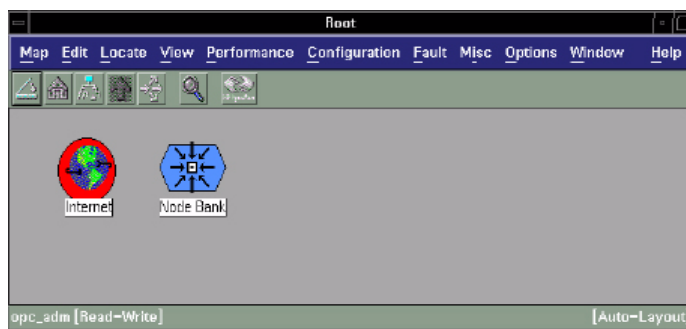 Root
Map Edit Locate View Performance Configuration Fault Misc Options Window Help
Internet Node Bank
opc_adm [Read-Write] [Auto-Layout